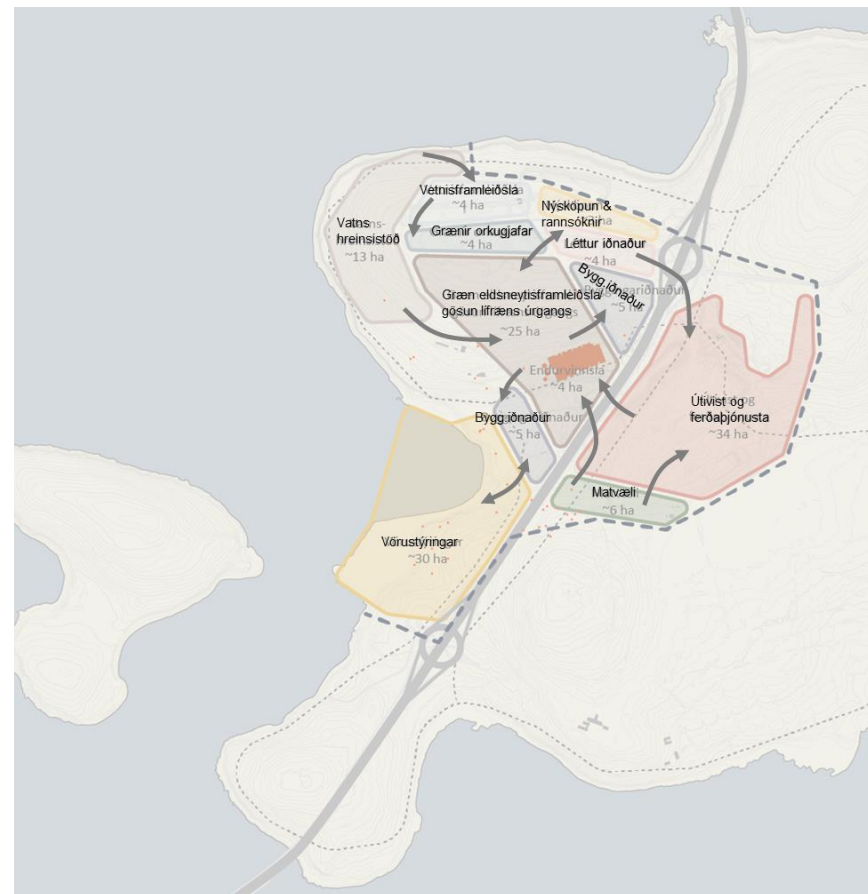 Vetnisframleiðsla
~4 ha
Vatns
hreinsistöð
~13 ha
Grænir orkugjafar
~4 ha
Nýsköpun &
rannsóknir
Léttur iðnaður
~4 ha
Bygg.iðnaður
~5 ha
Græn eldsneytisframleiðsla/
gösun lífræns úrgangs
~25 ha
Endurvinnsla
~4 ha
Bygg.iðnaður
~5 ha
Útivist og
ferðaþjónusta
~34 ha
Matvæli
~6 ha
Vörustýringar
~30 ha